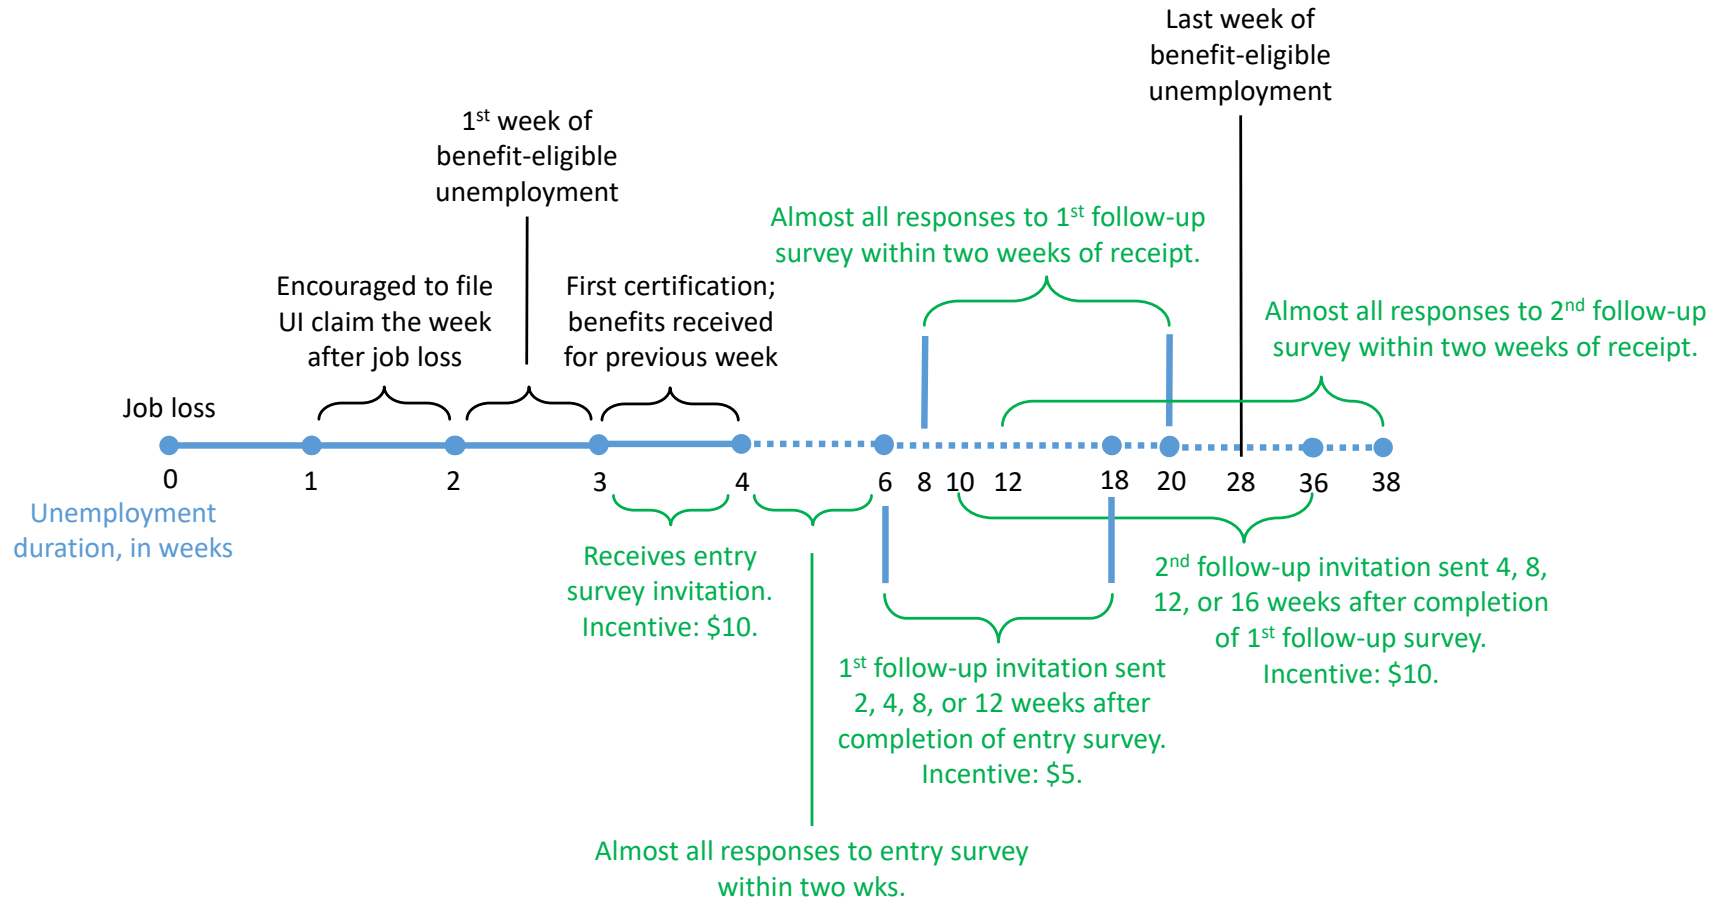 Last week of
benefit-eligible
unemployment
1st week of
benefit-eligible
unemployment
Almost all responses to 1st follow-up
survey within two weeks of receipt.
Encouraged to file
UI claim the week
after job loss
First certification;
benefits received
for previous week
Almost all responses to 2nd follow-up
survey within two weeks of receipt.
Job loss
0 1 2 3 4 6 8 10 12 18 20 28 36 38
Unemployment
duration, in weeks
Receives entry
survey invitation.
Incentive: $10.
2nd follow-up invitation sent 4, 8,
12, or 16 weeks after completion
of 1st follow-up survey.
Incentive: $10.
1st follow-up invitation sent
2, 4, 8, or 12 weeks after
completion of entry survey.
Incentive: $5.
Almost all responses to entry survey
within two wks.